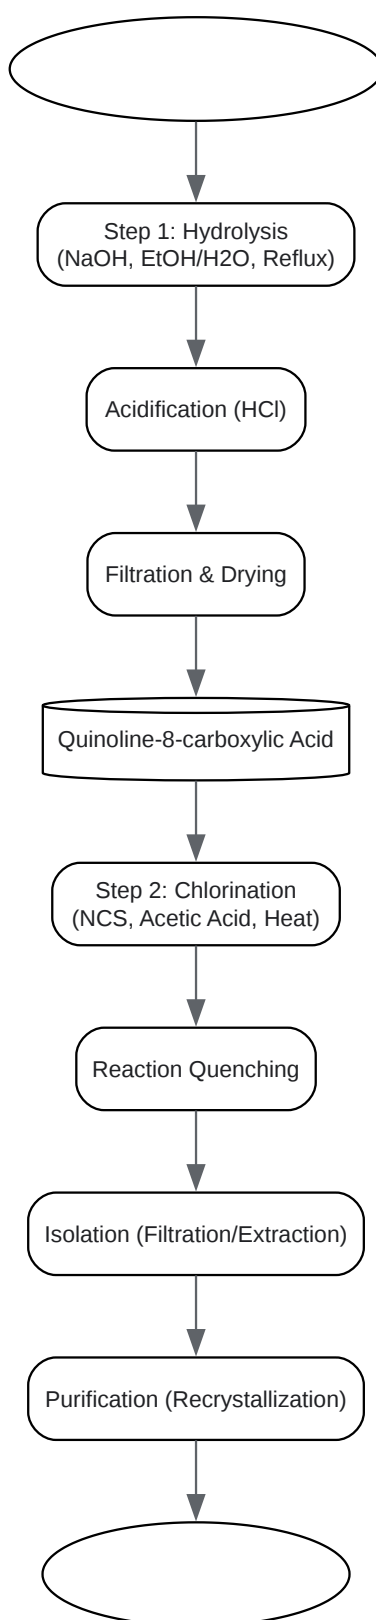 Step 1: Hydrolysis
(NaOH, EtOH/H2O, Reflux)
Acidification (HCl)
Filtration & Drying
Quinoline-8-carboxylic Acid
Step 2: Chlorination
(NCS, Acetic Acid, Heat)
Reaction Quenching
Isolation (Filtration/Extraction)
Purification (Recrystallization)